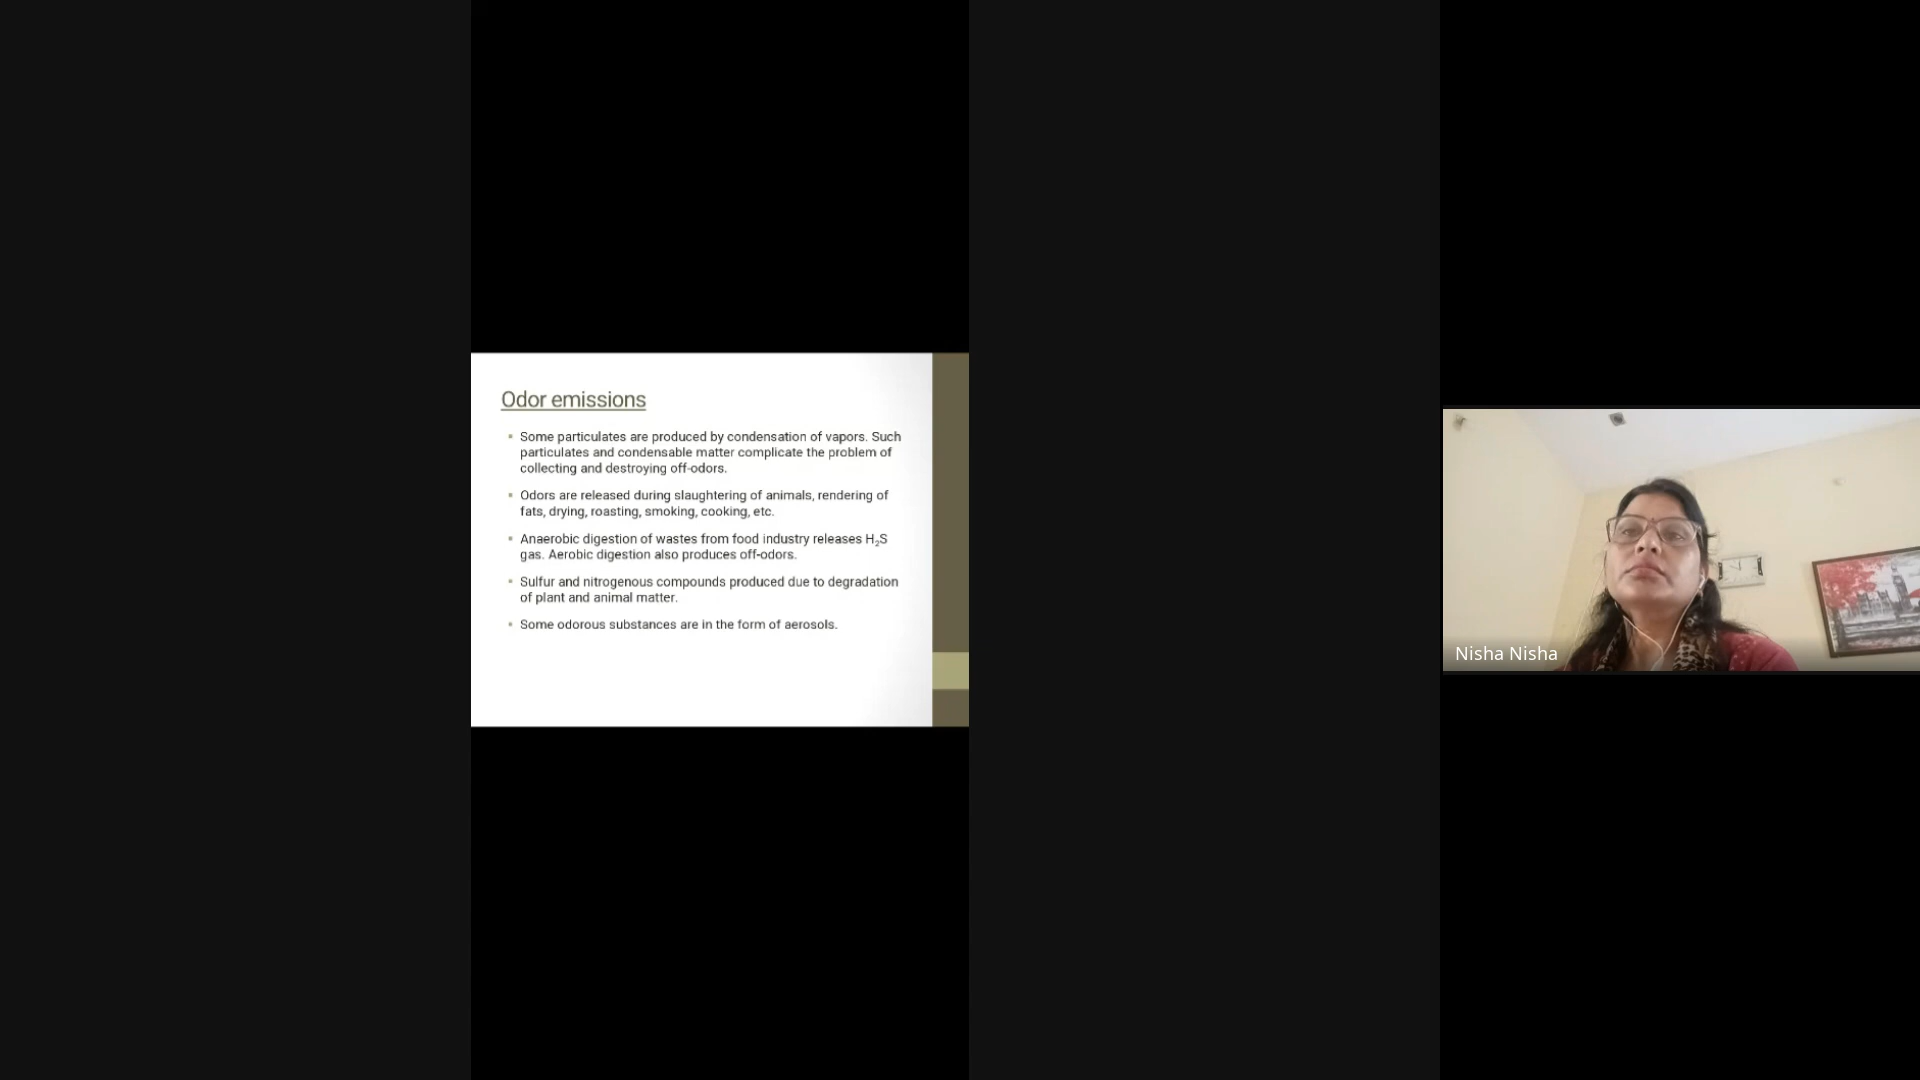 Odor emissions
▪ Some particulates are produced by condensation of vapors. Such
particulates and condensable matter complicate the problem of
collecting and destroying off-odors.
▪ Odors are released during slaughtering of animals, rendering of
fats, drying, roasting, smoking, cooking, etc.
▪ Anaerobic digestion of wastes from food industry releases H₂S
gas. Aerobic digestion also produces off-odors.
▪ Sulfur and nitrogenous compounds produced due to degradation
of plant and animal matter.
▪ Some odorous substances are in the form of aerosols.
Nisha Nisha